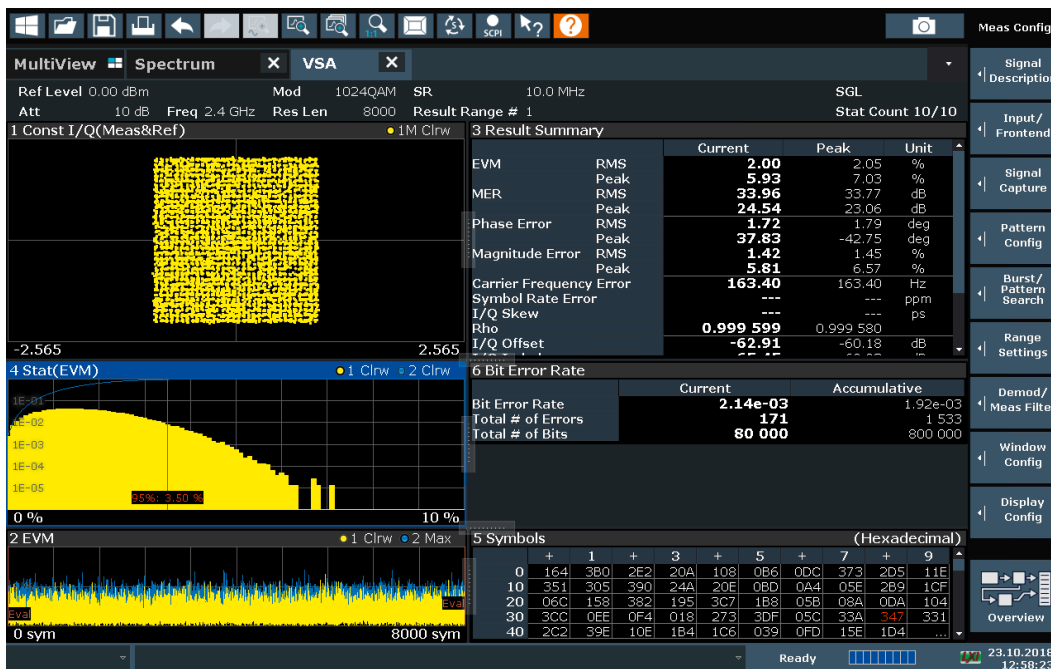 1:1
S
SCPI
?
?
Meas Config
MultiView Spectrum X VSA X
Signal
Descriptio
Ref Level 0.00 dBm Mod 1024QAM SR 10.0 MHz SGL
Att 10 dB Freq 2.4 GHz Res Len 8000 Result Range # 1 Stat Count 10/10
Input/
Frontend
1 Const I/Q(Meas&Ref) 1M Clrw
-2.565 2.565
3 Result Summary
Current Peak Unit
EVM RMS 2.00 2.05 %
Peak 5.93 7.03 %
MER RMS 33.96 33.77 dB
Peak 24.54 23.06 dB
Phase Error RMS 1.72 1.79 deg
Peak 37.83 -42.75 deg
Magnitude Error RMS 1.42 1.45 %
Peak 5.81 6.57 %
Carrier Frequency Error 163.40 163.40 Hz
Symbol Rate Error --- --- ppm
I/Q Skew --- --- ps
Rho 0.999 599 0.999 580
I/Q Offset -62.91 -60.18 dB
Signal
Capture
Pattern
Config
Burst/
Pattern
Search
Range
Settings
4 Stat(EVM) 1 Clrw 2 Clrw
1E-01
1E-02
1E-03
1E-04
1E-05
95%: 3.50 %
0 % 10 %
6 Bit Error Rate
Current Accumulative
Bit Error Rate 2.14e-03 1.92e-03
Total # of Errors 171 1 533
Total # of Bits 80 000 800 000
Demod/
Meas Filte
Window
Config
Display
Config
2 EVM 1 Clrw 2 Max
Eval
Eval
0 sym 8000 sym
5 Symbols (Hexadecimal)
+ 1 + 3 + 5 + 7 + 9
0 164 3B0 2E2 20A 108 0B6 0DC 373 2D5 11E
10 351 305 390 24A 20E 0BD 0A4 05E 2B9 1CF
20 06C 158 382 195 3C7 1B8 05B 08A 0DA 104
30 3CC 0EE 0F4 018 273 3DF 05C 33A 347 331
40 2C2 39E 10E 1B4 1C6 039 0FD 15E 1D4 ...
Overview
Ready
23.10.2018
12:58:2